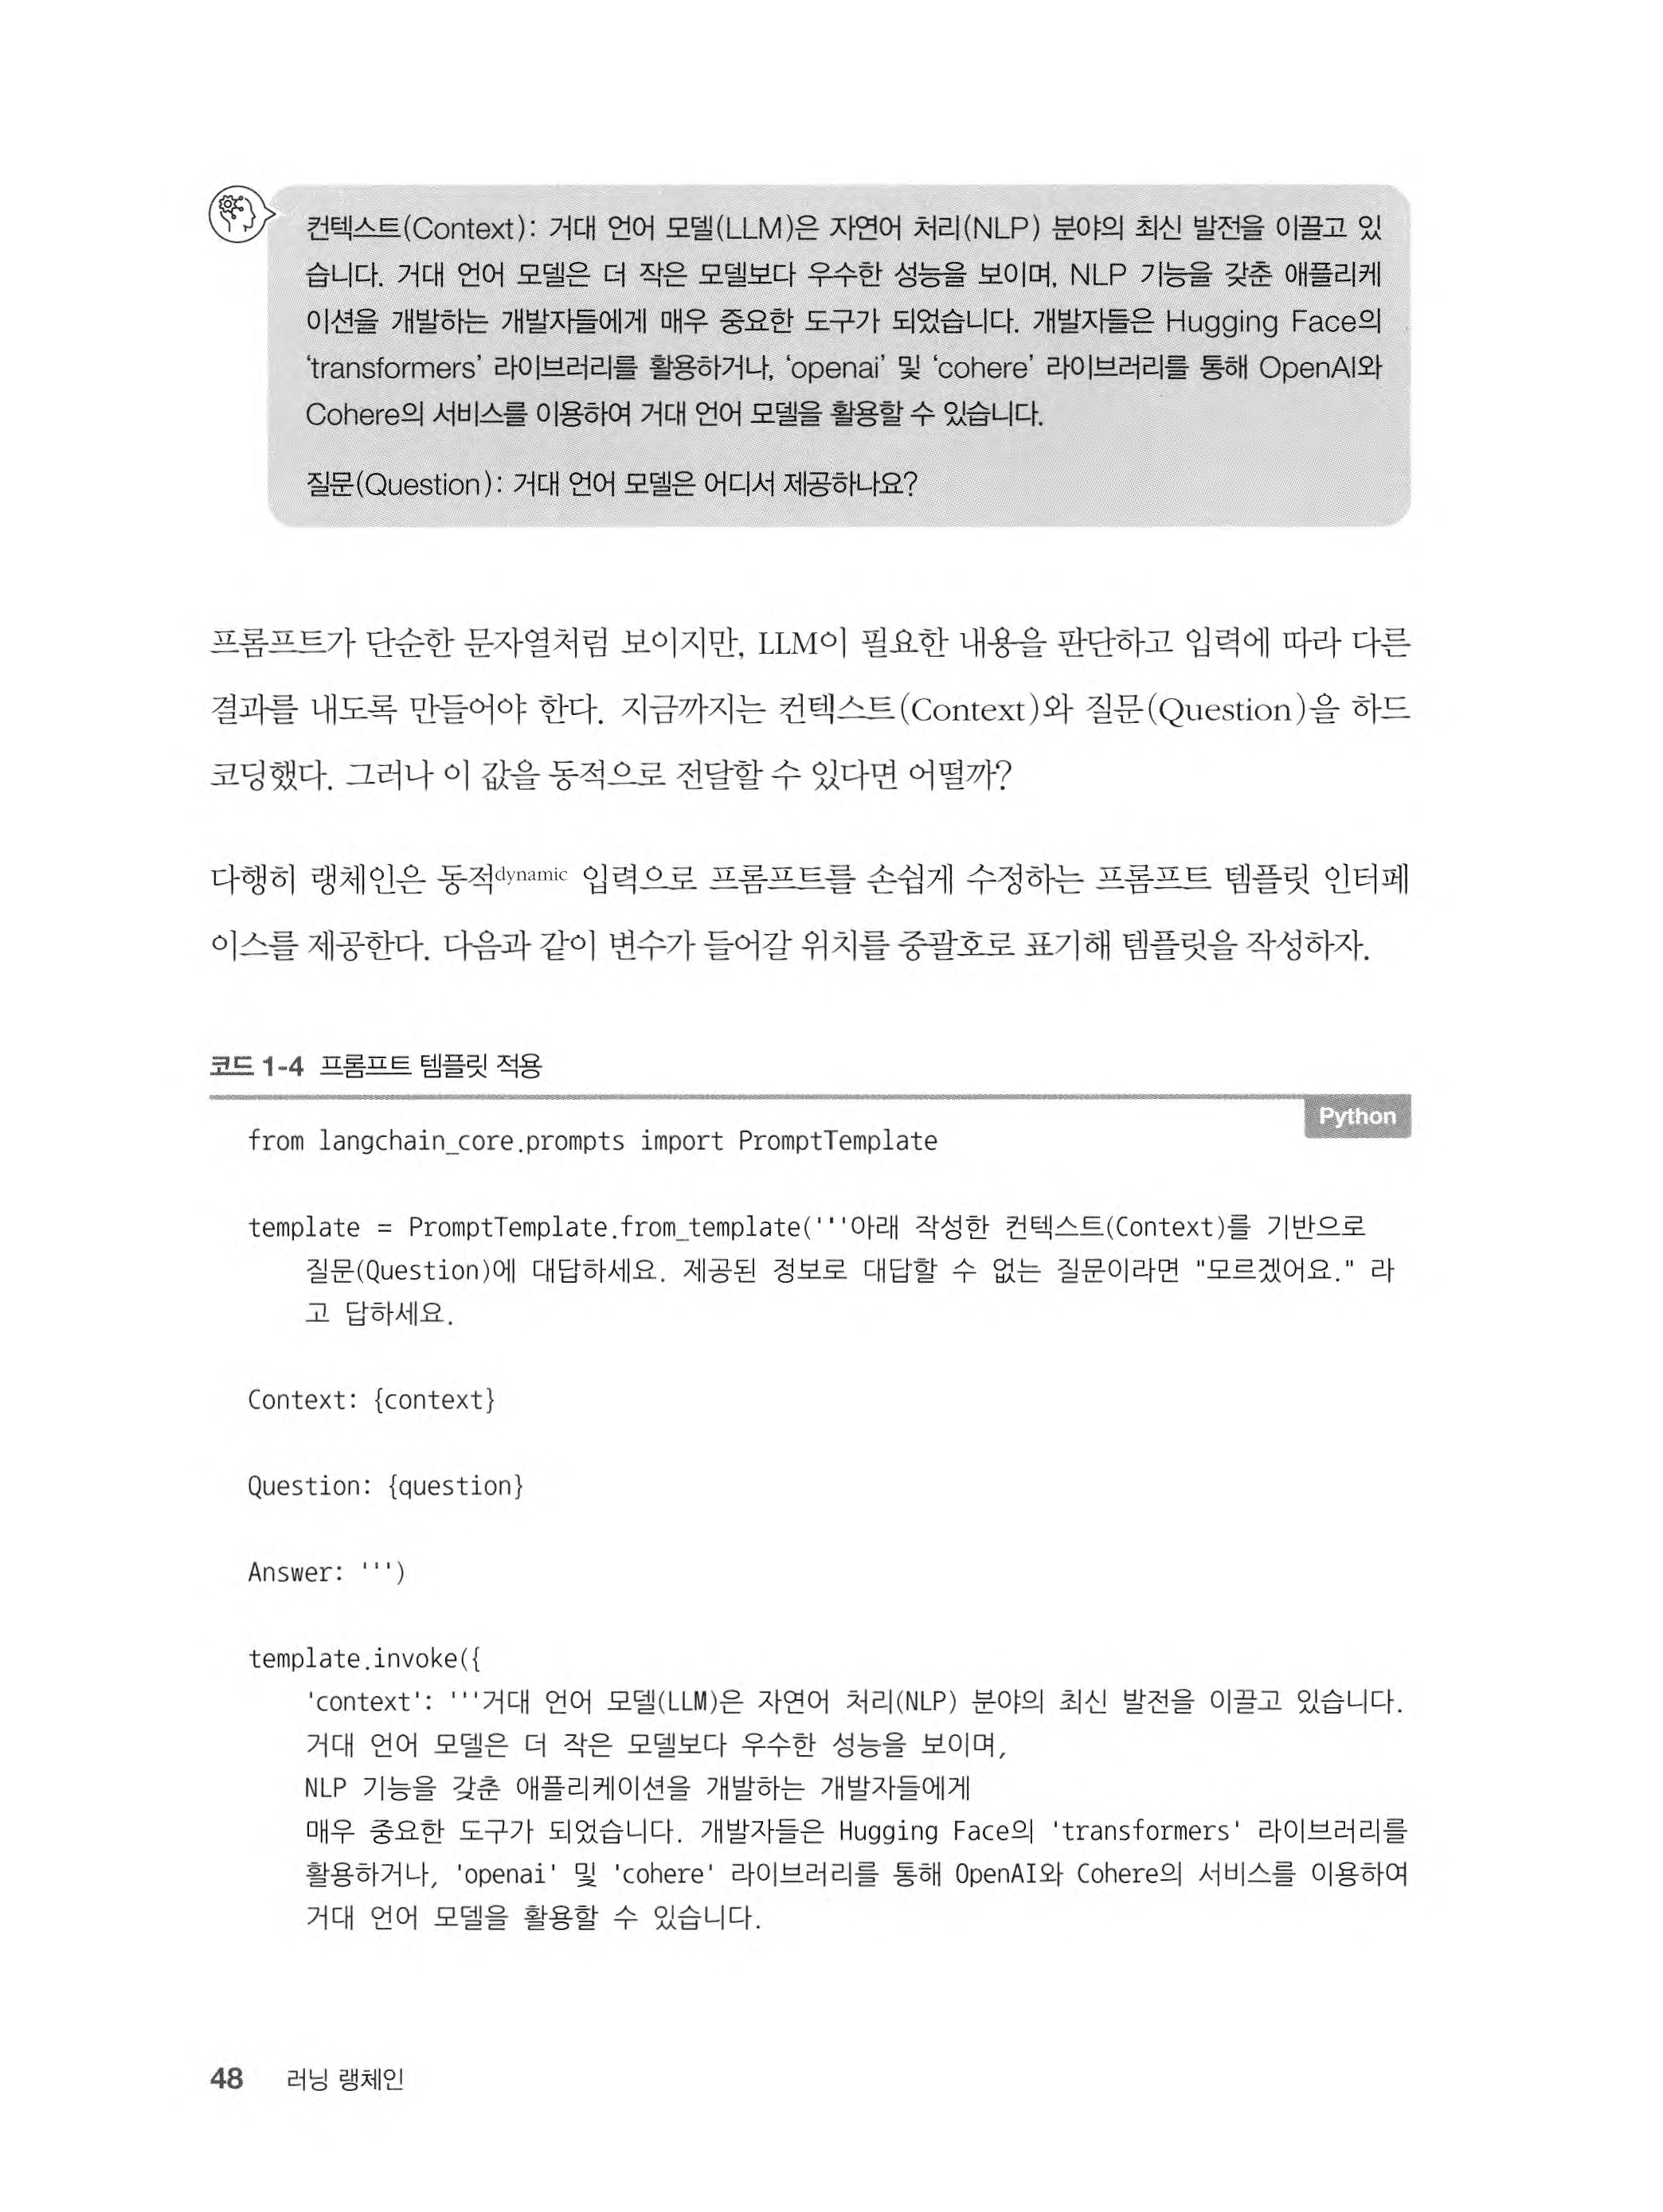 컨텍스트(Context): 거대 언어 모델(LLM)은 자연어 처리(NLP) 분야의 최신 발전을 이끌고 있
습니다. 거대 언어 모델은 더 작은 모델보다 우수한 성능을 보이며, NLP 기능을 갖춘 애플리케
이션을 개발하는 개발자들에게 매우 중요한 도구가 되었습니다. 개발자들은 Hugging Face의
‘transformers’ 라이브러리를 활용하거나, ‘openai’ 및 ‘cohere’ 라이브러리를 통해 OpenAI와
Cohere의 서비스를 이용하여 거대 언어 모델을 활용할 수 있습니다.
질문(Question): 거대 언어 모델은 어디서 제공하나요?
프롬프트가 단순한 문자열처럼 보이지만, LLM이 필요한 내용을 판단하고 입력에 따라 다른
결과를 내도록 만들어야 한다. 지금까지는 컨텍스트(Context)와 질문(Question)을 하드
코딩했다. 그러나 이 값을 동적으로 전달할 수 있다면 어떨까?
다행히 랭체인은 동적dynamic 입력으로 프롬프트를 손쉽게 수정하는 프롬프트 템플릿 인터페
이스를 제공한다. 다음과 같이 변수가 들어갈 위치를 중괄호로 표기해 템플릿을 작성하자.
코드 1-4 프롬프트 템플릿 적용
Python
from langchain_core.prompts import PromptTemplate
template = PromptTemplate.from_template('''아래 작성한 컨텍스트(Context)를 기반으로
질문(Question)에 대답하세요. 제공된 정보로 대답할 수 없는 질문이라면 "모르겠어요." 라
고 답하세요.
Context: {context}
Question: {question}
Answer: ''')
template.invoke({
'context': '''거대 언어 모델(LLM)은 자연어 처리(NLP) 분야의 최신 발전을 이끌고 있습니다.
거대 언어 모델은 더 작은 모델보다 우수한 성능을 보이며,
NLP 기능을 갖춘 애플리케이션을 개발하는 개발자들에게
매우 중요한 도구가 되었습니다. 개발자들은 Hugging Face의 'transformers' 라이브러리를
활용하거나, 'openai' 및 'cohere' 라이브러리를 통해 OpenAI와 Cohere의 서비스를 이용하여
거대 언어 모델을 활용할 수 있습니다.
48 러닝 랭체인